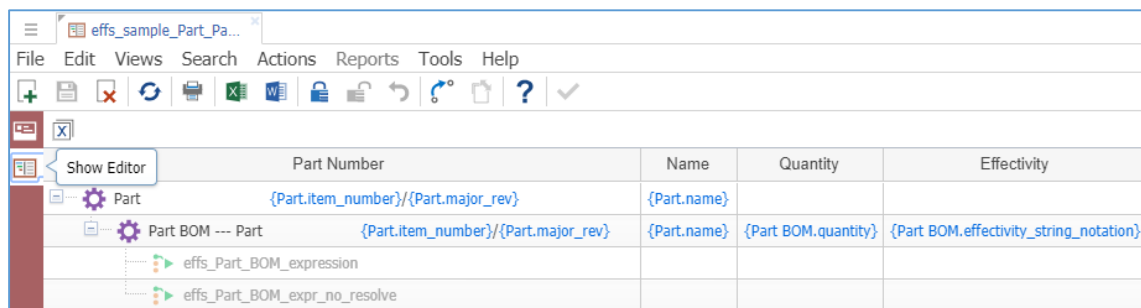 effs_sample_Part_Pa...
File Edit Views Search Actions Reports Tools Help
Show Editor Part Number Name Quantity Effectivity
Part {Part.item_number}/{Part.major_rev} {Part.name}
Part BOM --- Part {Part.item_number}/{Part.major_rev} {Part.name} {Part BOM.quantity} {Part BOM.effectivity_string_notation}
effs_Part_BOM_expression
effs_Part_BOM_expr_no_resolve